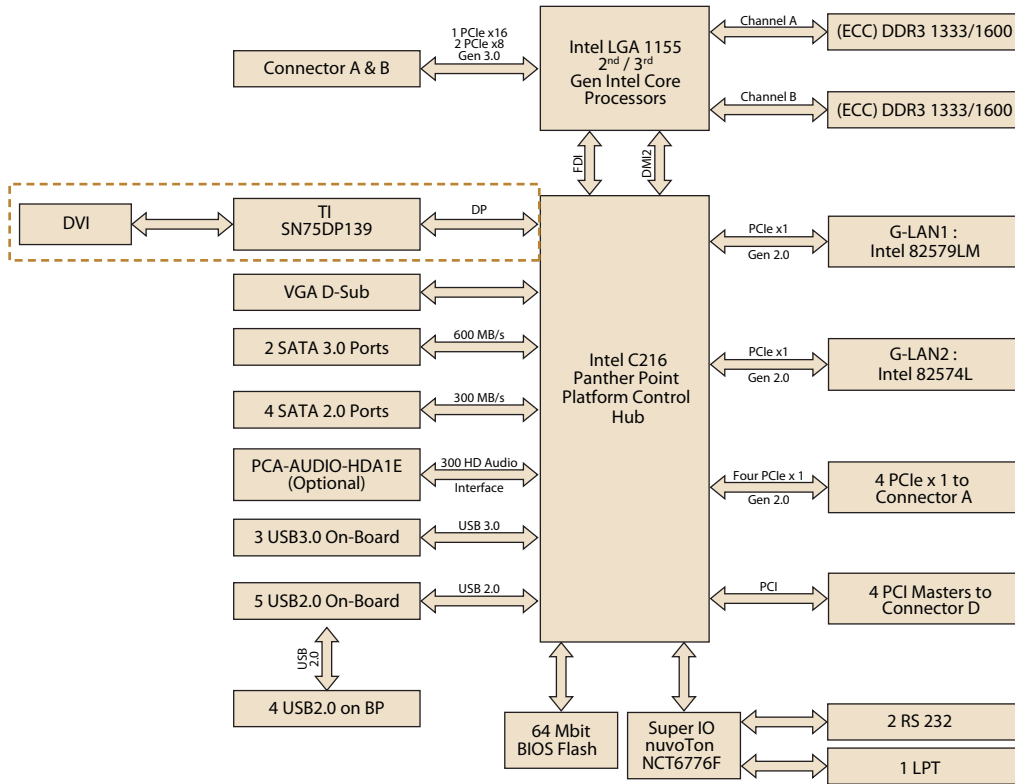 1 PCIe x16
2 PCIe x8
Gen 3.0
Connector A & B
Intel LGA 1155
2nd / 3rd
Gen Intel Core
Processors
Channel A
(ECC) DDR3 1333/1600
Channel B
(ECC) DDR3 1333/1600
FDI
DMI2
DVI
TI
SN75DP139
DP
VGA D-Sub
2 SATA 3.0 Ports
600 MB/s
4 SATA 2.0 Ports
300 MB/s
PCA-AUDIO-HDA1E
(Optional)
300 HD Audio
Interface
3 USB3.0 On-Board
USB 3.0
5 USB2.0 On-Board
USB 2.0
USB
2.0
4 USB2.0 on BP
Intel C216
Panther Point
Platform Control
Hub
PCIe x1
Gen 2.0
G-LAN1 :
Intel 82579LM
PCIe x1
Gen 2.0
G-LAN2 :
Intel 82574L
Four PCIe x 1
Gen 2.0
4 PCIe x 1 to
Connector A
PCI
4 PCI Masters to
Connector D
64 Mbit
BIOS Flash
Super IO
nuvoTon
NCT6776F
2 RS 232
1 LPT